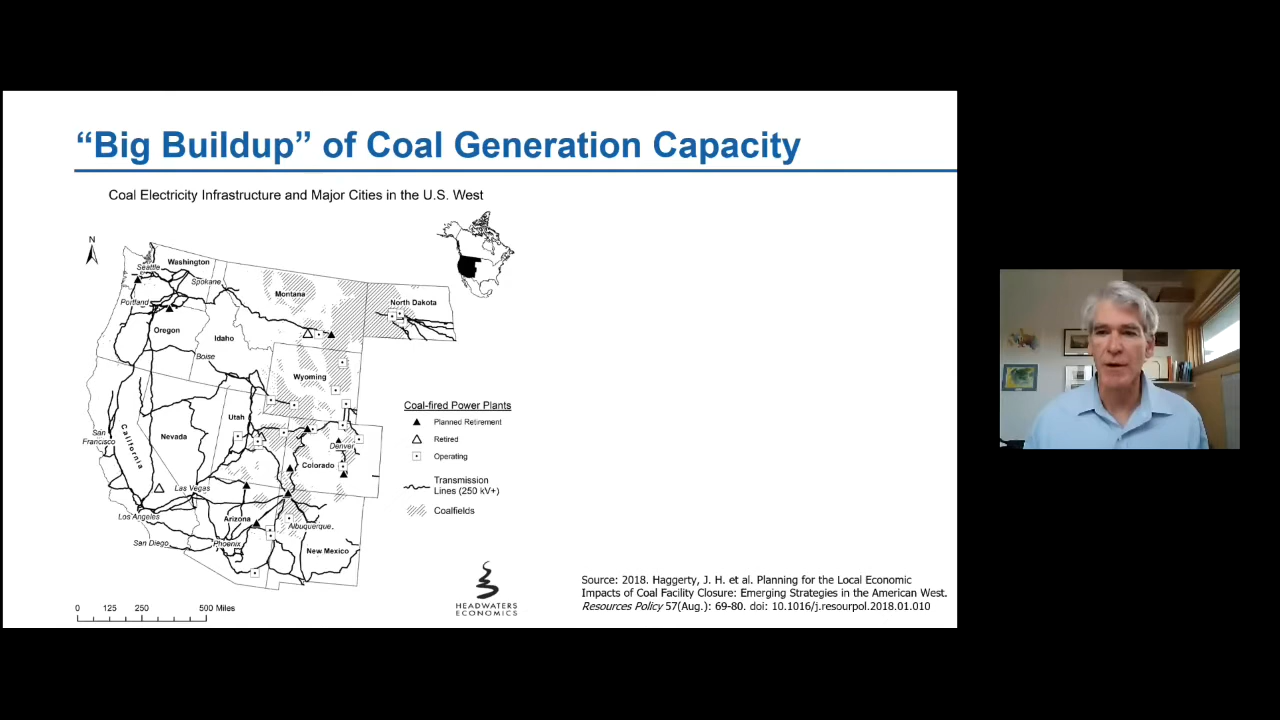 “Big Buildup” of Coal Generation Capacity
Coal Electricity Infrastructure and Major Cities in the U.S. West
N
Washington
Seattle
Spokane
Montana
North Dakota
Portland
Oregon
Idaho
Boise
Wyoming
Coal-fired Power Plants
Planned Retirement
Retired
Operating
Transmission
Lines (250 kV+)
Coalfields
Utah
San
Francisco
California
Nevada
Denver
Colorado
Las Vegas
Los Angeles
Arizona
Albuquerque
San Diego
Phoenix
New Mexico
HEADWATERS
ECONOMICS
Source: 2018. Haggerty, J. H. et al. Planning for the Local Economic
Impacts of Coal Facility Closure: Emerging Strategies in the American West.
Resources Policy 57(Aug.): 69-80. doi: 10.1016/j.resourpol.2018.01.010
0 125 250 500 Miles